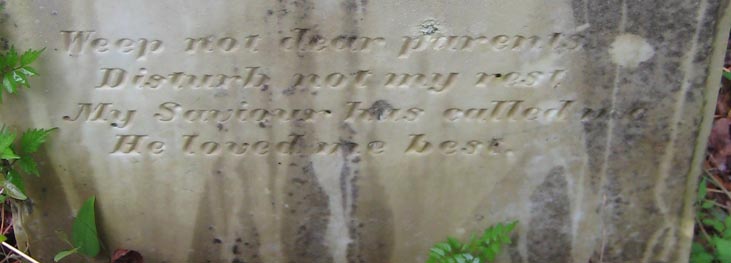 Weep not dear parents
Disturb not my rest
My Saviour has called me
He loved me best.